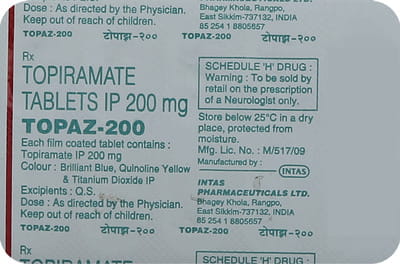 Dose : As directed by the Physician.
Keep out of reach of children.
TOPAZ-200 टोपाझ-२००
PHARMACEUTICALS LTD.
Bhagey Khola, Rangpo,
East Sikkim-737132, INDIA
85 254 1 8805657
TOPAZ-200 टोपाझ-२००
Rx
TOPIRAMATE
TABLETS IP 200 mg
TOPAZ-200
Each film coated tablet contains :
Topiramate IP 200 mg
Colour : Brilliant Blue, Quinoline Yellow
& Titanium Dioxide IP
Excipients : Q.S.
Dose : As directed by the Physician.
Keep out of reach of children.
TOPAZ-200 टोपाझ-२००
SCHEDULE 'H' DRUG :
Warning : To be sold by
retail on the prescription
of a Neurologist only.
Store below 25°C in a dry
place, protected from
moisture.
Mfg. Lic. No. : M/517/09
Manufactured by :
INTAS
INTAS
PHARMACEUTICALS LTD.
Bhagey Khola, Rangpo,
East Sikkim-737132, INDIA
85 254 1 8805657
TOPAZ-200 टोपाझ-२००
Rx
TOPIRAMATE
SCHEDULE 'H' DRUG :